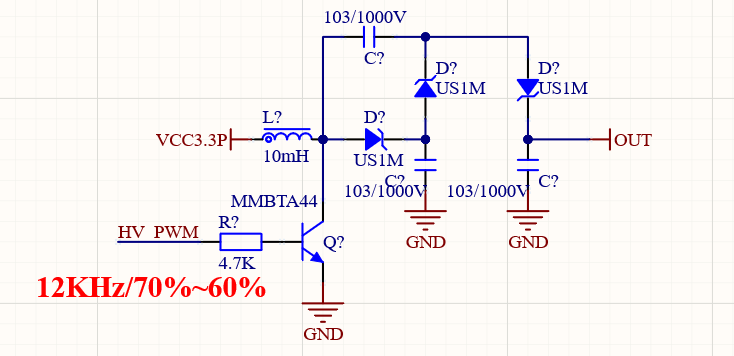 103/1000V
C?
D?
US1M
D?
US1M
L?
D?
VCC3.3P
OUT
10mH
US1M
C?
C?
103/1000V
103/1000V
MMBTA44
R?
HV_PWM
Q?
GND
GND
4.7K
12KHz/70%~60%
GND